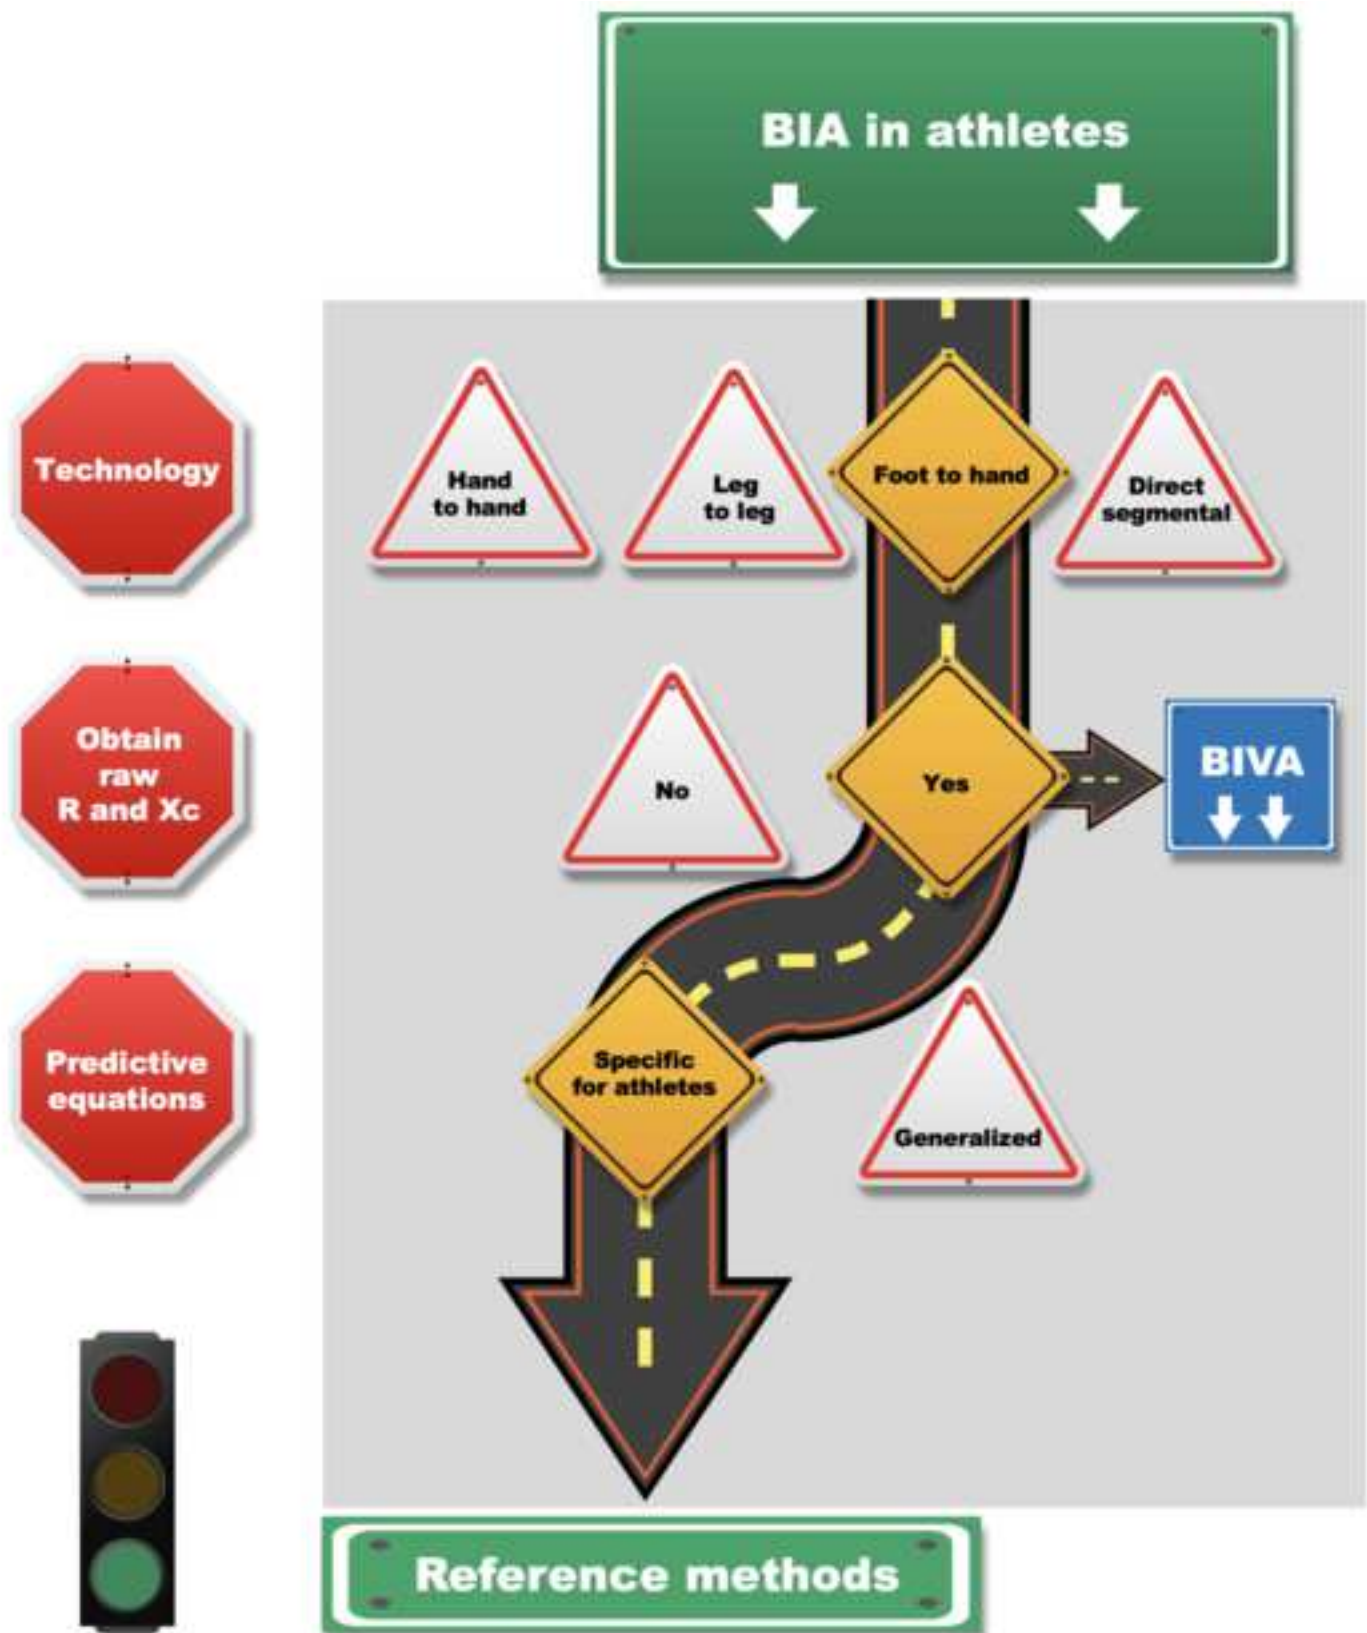 BIA in athletes
Technology
Hand
to hand
Leg
to leg
Foot to hand
Direct
segmental
Obtain
raw
R and Xc
No
Yes
BIVA
Predictive
equations
Specific
for athletes
Generalized
Reference methods